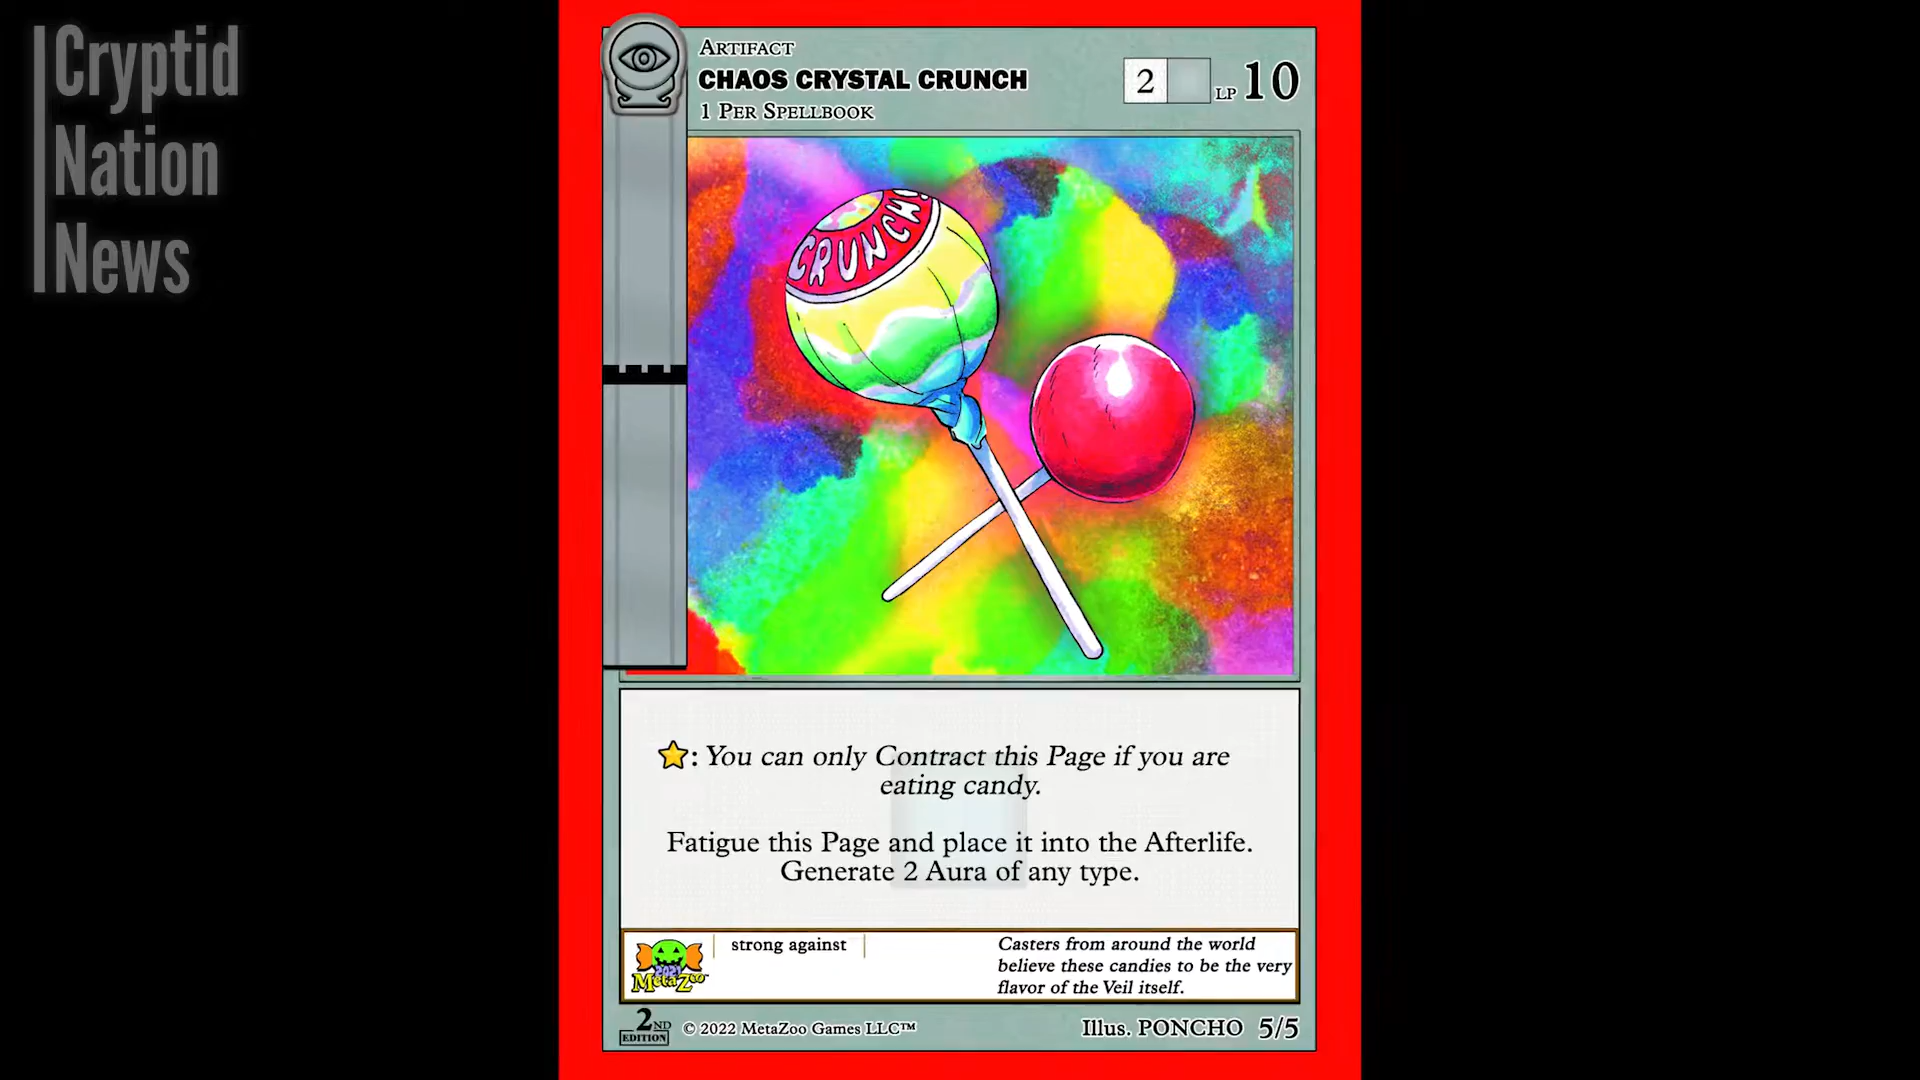 Cryptid
Nation
News
ARTIFACT
CHAOS CRYSTAL CRUNCH
1 PER SPELLBOOK
2
LP 10
CRUNCH!
: You can only Contract this Page if you are
eating candy.
Fatigue this Page and place it into the Afterlife.
Generate 2 Aura of any type.
2021
MetaZoo
strong against
Casters from around the world
believe these candies to be the very
flavor of the Veil itself.
2ND
EDITION
© 2022 MetaZoo Games LLC™
Illus. PONCHO 5/5